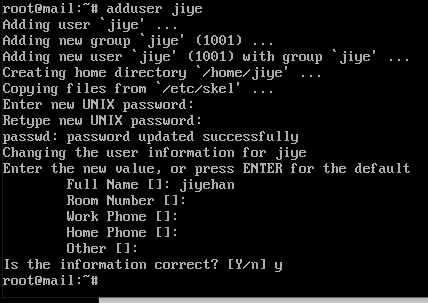 root@mail:~# adduser jiye
Adding user `jiye' ...
Adding new group `jiye' (1001) ...
Adding new user `jiye' (1001) with group `jiye' ...
Creating home directory `/home/jiye' ...
Copying files from `/etc/skel' ...
Enter new UNIX password:
Retype new UNIX password:
passwd: password updated successfully
Changing the user information for jiye
Enter the new value, or press ENTER for the default
        Full Name []: jiyehan
        Room Number []:
        Work Phone []:
        Home Phone []:
        Other []:
Is the information correct? [Y/n] y
root@mail:~#